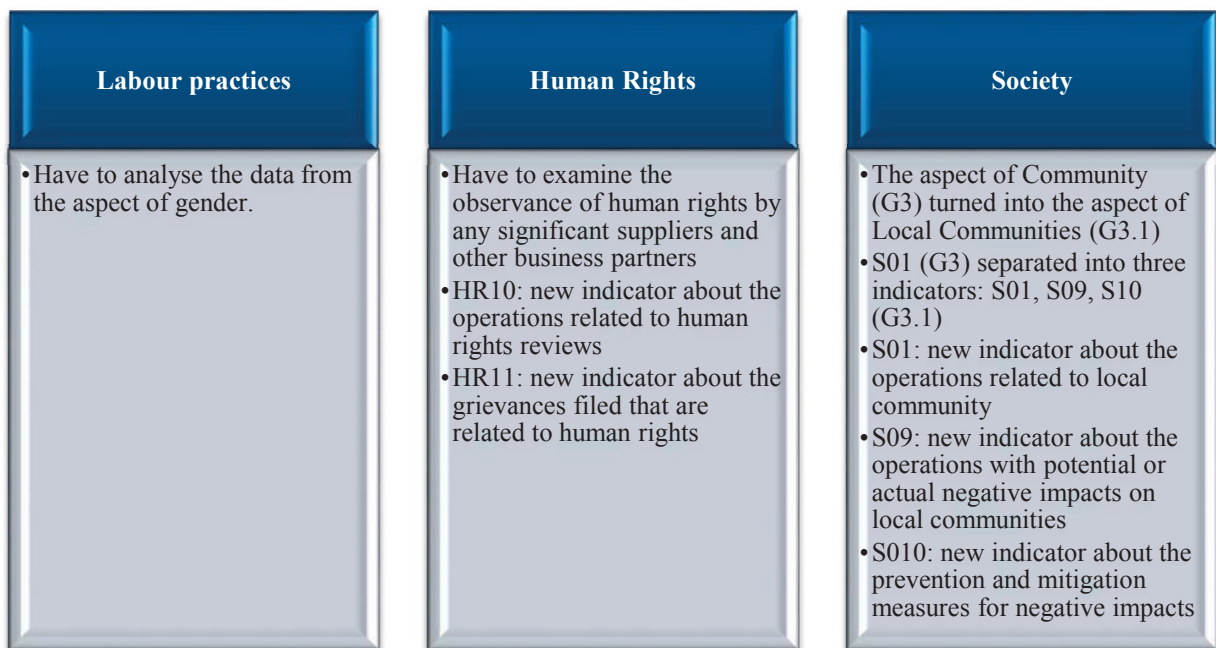 Labour practices
• Have to analyse the data from
the aspect of gender.
Human Rights
• Have to examine the
observance of human rights by
any significant suppliers and
other business partners
• HR10: new indicator about the
operations related to human
rights reviews
• HR11: new indicator about the
grievances filed that are
related to human rights
Society
• The aspect of Community
(G3) turned into the aspect of
Local Communities (G3.1)
• S01 (G3) separated into three
indicators: S01, S09, S10
(G3.1)
• S01: new indicator about the
operations related to local
community
• S09: new indicator about the
operations with potential or
actual negative impacts on
local communities
• S010: new indicator about the
prevention and mitigation
measures for negative impacts